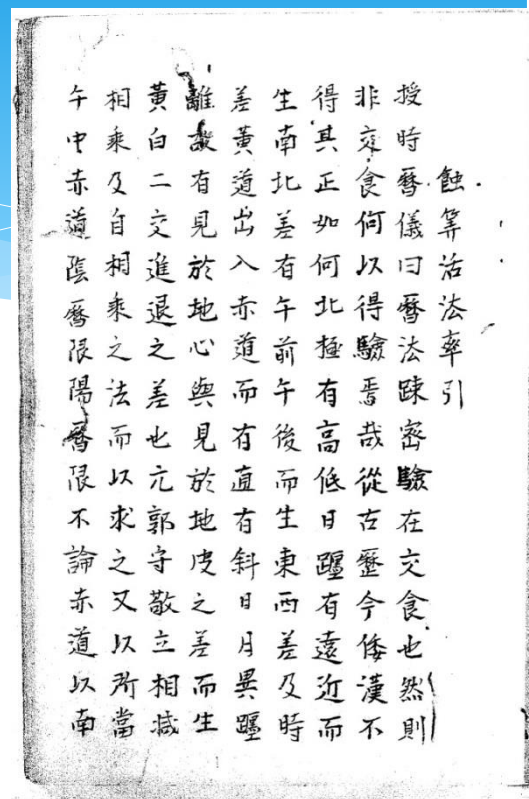 蝕筭活法率引
授時曆儀曰曆法踈密驗在交食也然則
非交食何以得驗焉哉從古歷今倭漢不
得其正如何北極有高低日躔有遠近而
生南北差有午前午後而生東西差及時
差黄道出入赤道而有直有斜日月異躔
離故有見於地心與見於地皮之差而生
黄白二交進退之差也元郭守敬立相減
相乘及自相乘之法而以求之又以所當
午中赤道陰曆限陽曆限不論赤道以南